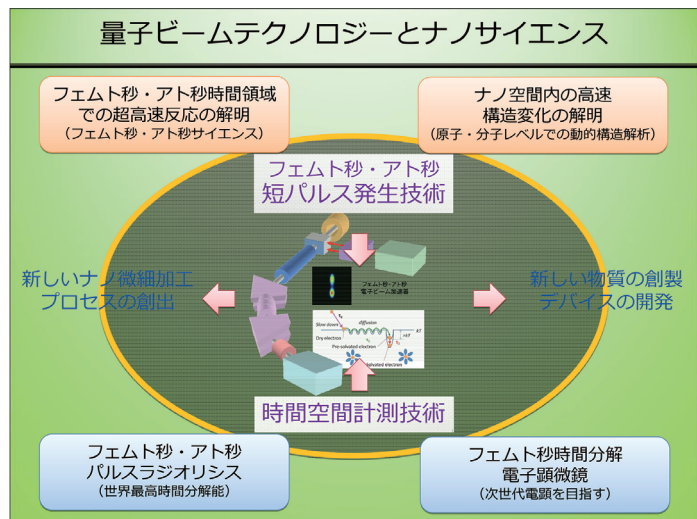 量子ビームテクノロジーとナノサイエンス
フェムト秒・アト秒時間領域
での超高速反応の解明
(フェムト秒・アト秒サイエンス)
ナノ空間内の高速
構造変化の解明
(原子・分子レベルでの動的構造解析)
フェムト秒・アト秒
短パルス発生技術
新しいナノ微細加工
プロセスの創出
フェムト秒・アト秒
電子ビーム加速器
新しい物質の創製
デバイスの開発
Slow down
diffusion
Dry electron
Pre-solvated electron
solvated electron
時間空間計測技術
フェムト秒・アト秒
パルスラジオリシス
(世界最高時間分解能)
フェムト秒時間分解
電子顕微鏡
(次世代電顕を目指す)